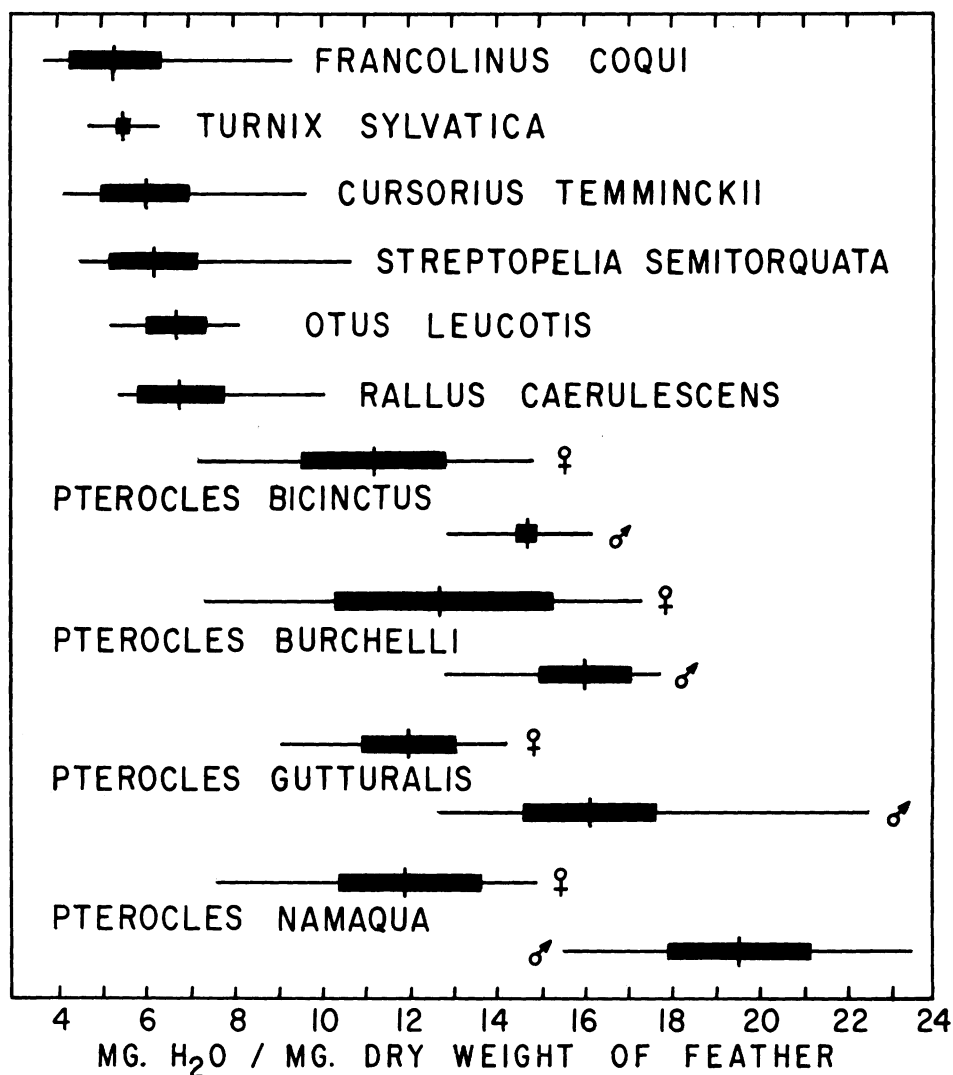 FRANCOLINUS COQUI
TURNIX SYLVATICA
CURSORIUS TEMMINCKII
STREPTOPELIA SEMITORQUATA
OTUS LEUCOTIS
RALLUS CAERULESCENS
♀
PTEROCLES BICINCTUS
♂
♀
PTEROCLES BURCHELLI
♂
♀
PTEROCLES GUTTURALIS
♂
♀
PTEROCLES NAMAQUA
♂
4 6 8 10 12 14 16 18 20 22 24
MG. H2O / MG. DRY WEIGHT OF FEATHER